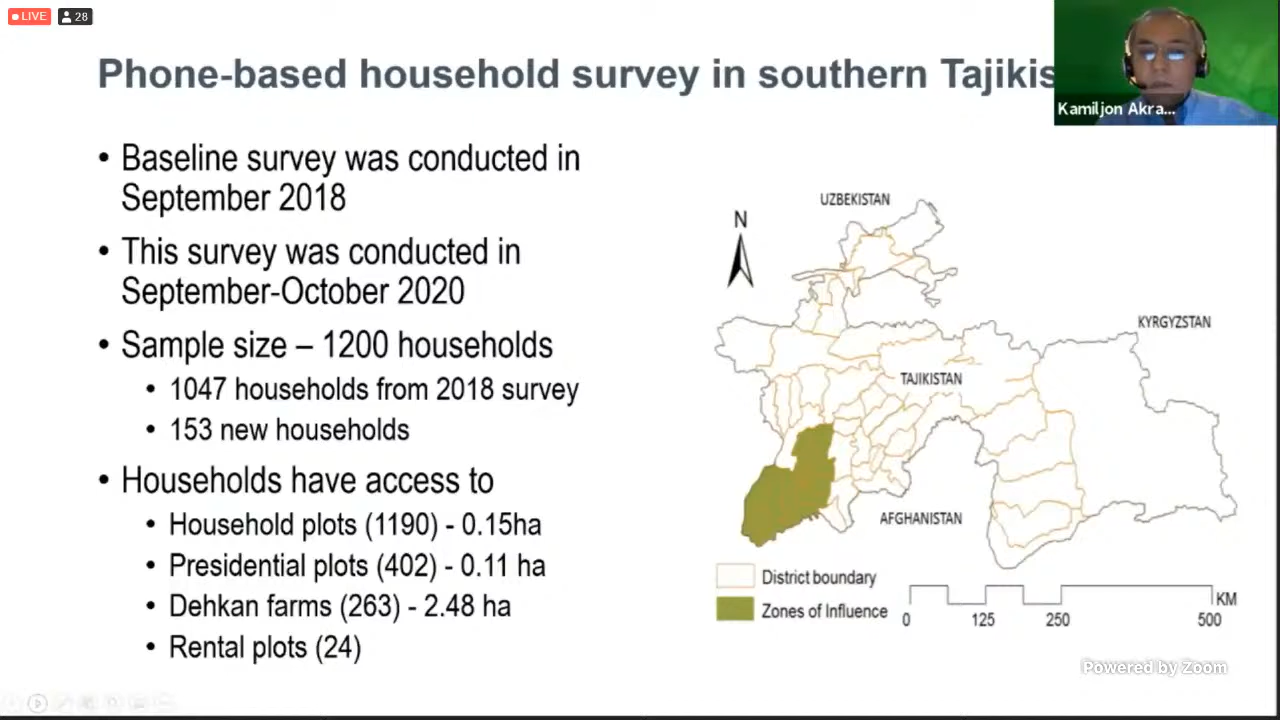 LIVE
28
Phone-based household survey in southern Tajikis
Kamiljon Akra...
• Baseline survey was conducted in
September 2018
• This survey was conducted in
September-October 2020
• Sample size – 1200 households
• 1047 households from 2018 survey
• 153 new households
• Households have access to
• Household plots (1190) - 0.15ha
• Presidential plots (402) - 0.11 ha
• Dehkan farms (263) - 2.48 ha
• Rental plots (24)
UZBEKISTAN
N
KYRGYZSTAN
TAJIKISTAN
AFGHANISTAN
District boundary
Zones of Influence
KM
0 125 250 500
Powered by Zoom